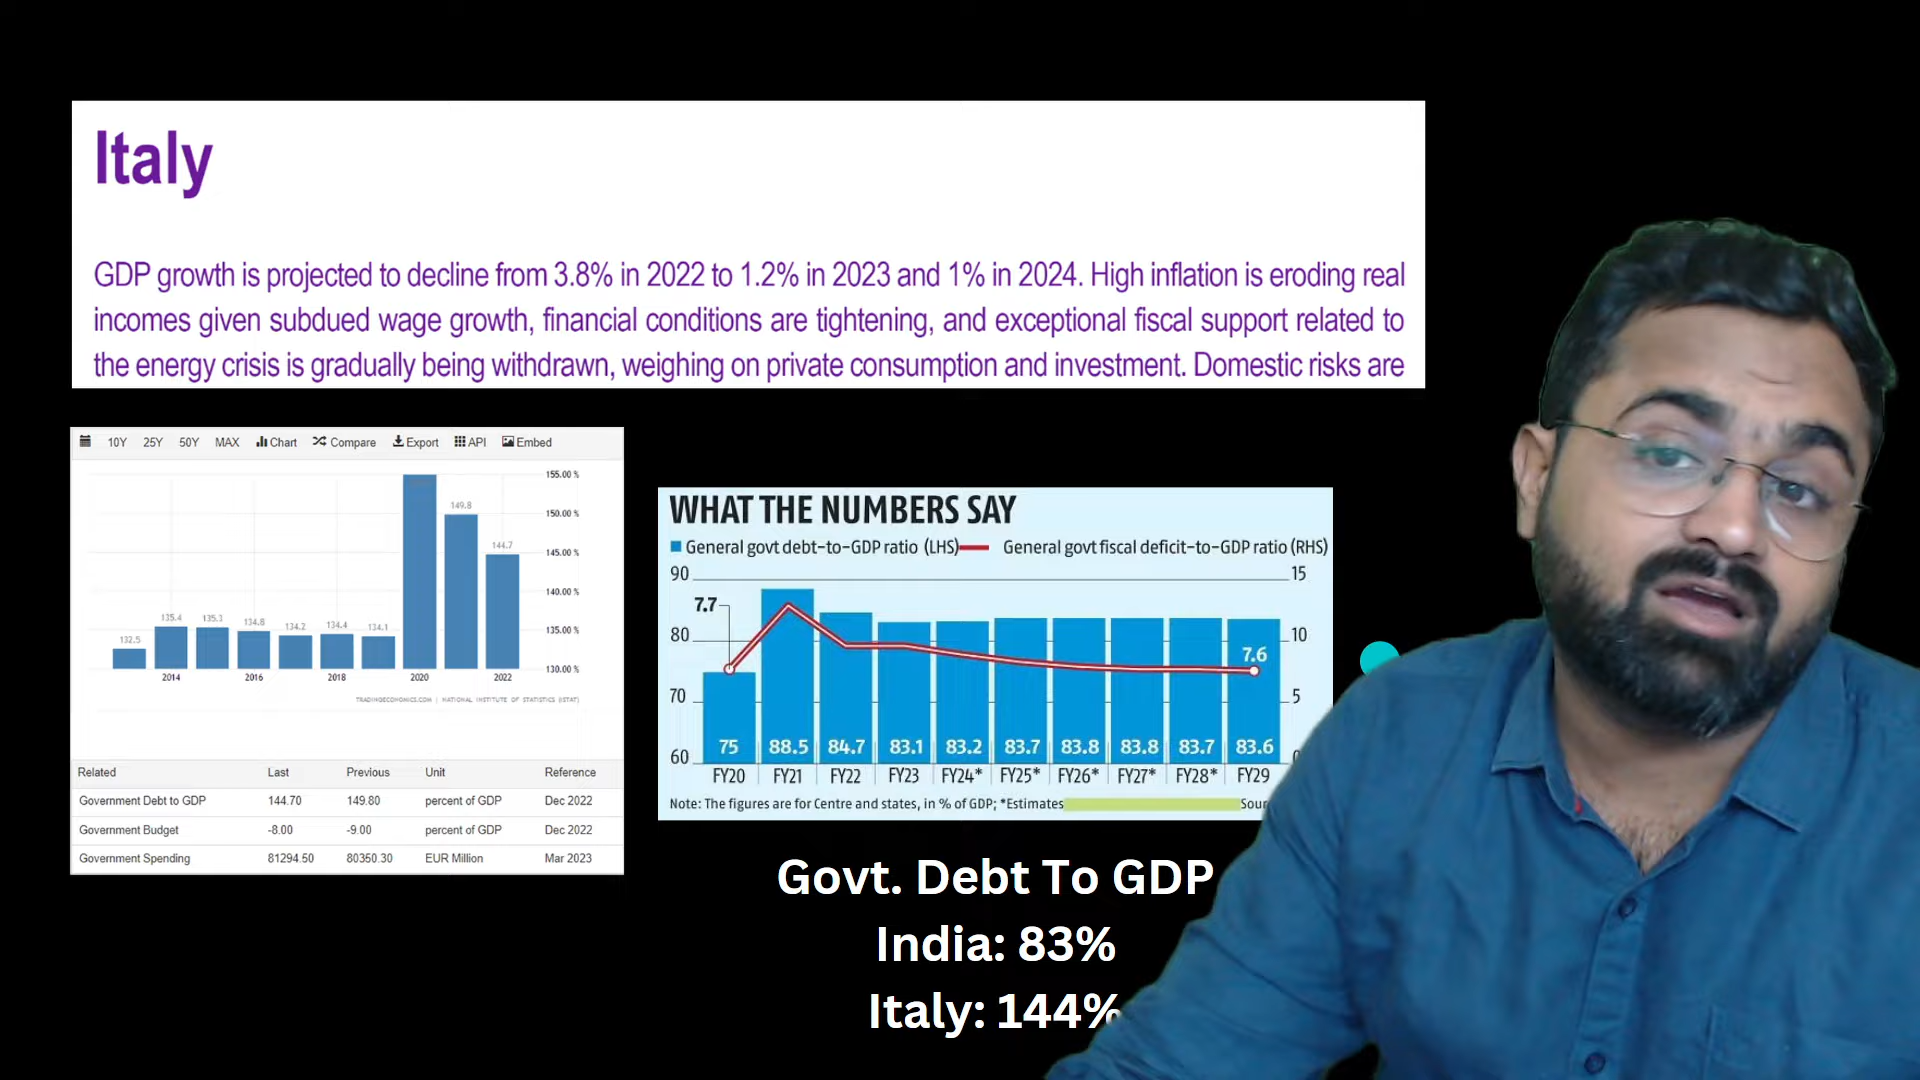 Italy
GDP growth is projected to decline from 3.8% in 2022 to 1.2% in 2023 and 1% in 2024. High inflation is eroding real
incomes given subdued wage growth, financial conditions are tightening, and exceptional fiscal support related to
the energy crisis is gradually being withdrawn, weighing on private consumption and investment. Domestic risks are
10Y 25Y 50Y MAX Chart Compare Export API Embed
155.00 %
150.00 %
145.00 %
140.00 %
135.00 %
130.00 %
132.5 135.4 135.3 134.8 134.2 134.4 134.1 149.8 144.7
2014 2016 2018 2020 2022
TRADINGECONOMICS.COM | NATIONAL INSTITUTE OF STATISTICS (ISTAT)
Related Last Previous Unit Reference
Government Debt to GDP 144.70 149.80 percent of GDP Dec 2022
Government Budget -8.00 -9.00 percent of GDP Dec 2022
Government Spending 81294.50 80350.30 EUR Million Mar 2023
WHAT THE NUMBERS SAY
General govt debt-to-GDP ratio (LHS) General govt fiscal deficit-to-GDP ratio (RHS)
90 15
7.7
80 10
7.6
70 5
60
75 88.5 84.7 83.1 83.2 83.7 83.8 83.8 83.7 83.6
FY20 FY21 FY22 FY23 FY24* FY25* FY26* FY27* FY28* FY29
Note: The figures are for Centre and states, in % of GDP; *Estimates
Govt. Debt To GDP
India: 83%
Italy: 144%